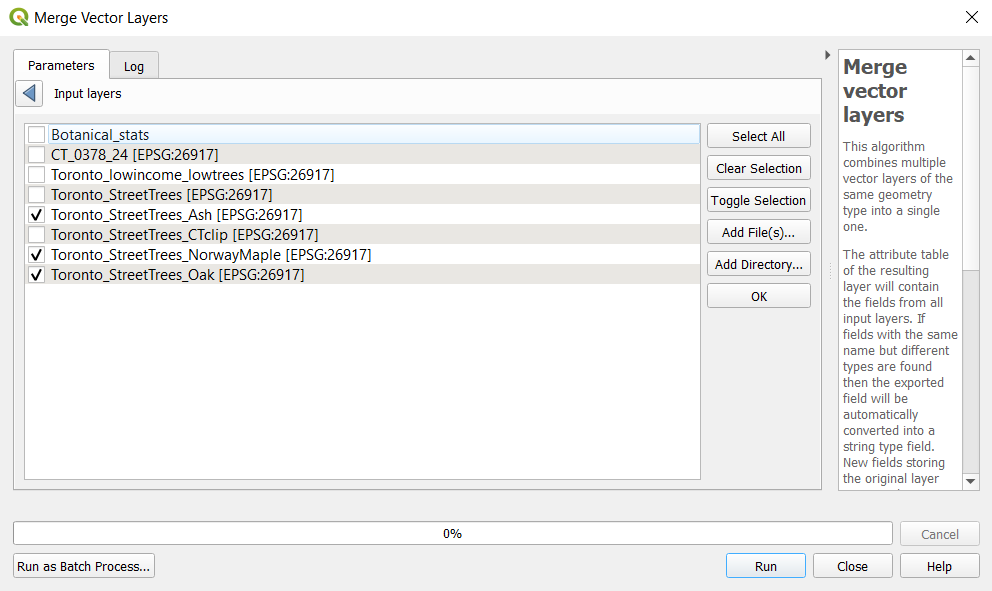 Merge Vector Layers
Parameters
Log
Input layers
Botanical_stats
CT_0378_24 [EPSG:26917]
Toronto_lowincome_lowtrees [EPSG:26917]
Toronto_StreetTrees [EPSG:26917]
Toronto_StreetTrees_Ash [EPSG:26917]
Toronto_StreetTrees_CTclip [EPSG:26917]
Toronto_StreetTrees_NorwayMaple [EPSG:26917]
Toronto_StreetTrees_Oak [EPSG:26917]
Select All
Clear Selection
Toggle Selection
Add File(s)...
Add Directory...
OK
Merge
vector
layers
This algorithm
combines multiple
vector layers of the
same geometry
type into a single
one.
The attribute table
of the resulting
layer will contain
the fields from all
input layers. If
fields with the same
name but different
types are found
then the exported
field will be
automatically
converted into a
string type field.
New fields storing
the original layer
0%
Cancel
Run as Batch Process...
Run
Close
Help